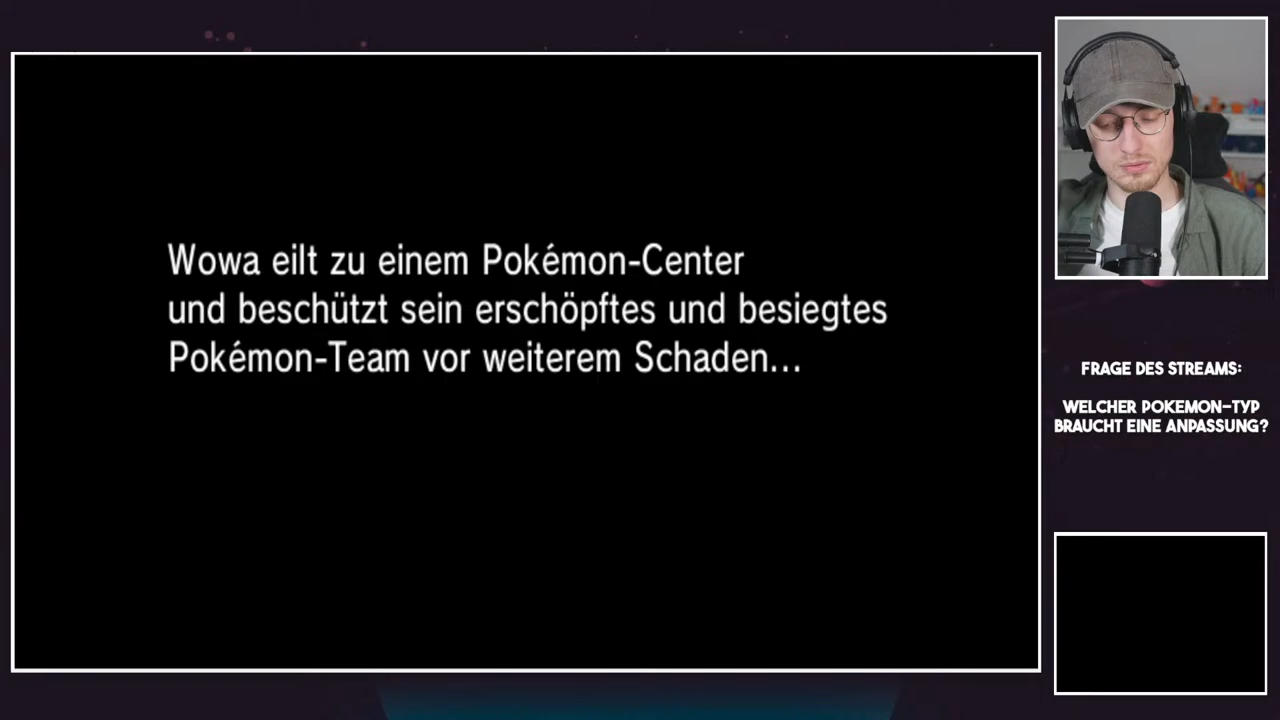 Wowa eilt zu einem Pokémon-Center
und beschützt sein erschöpftes und besiegtes
Pokémon-Team vor weiterem Schaden...
FRAGE DES STREAMS:
WELCHER POKEMON-TYP
BRAUCHT EINE ANPASSUNG?